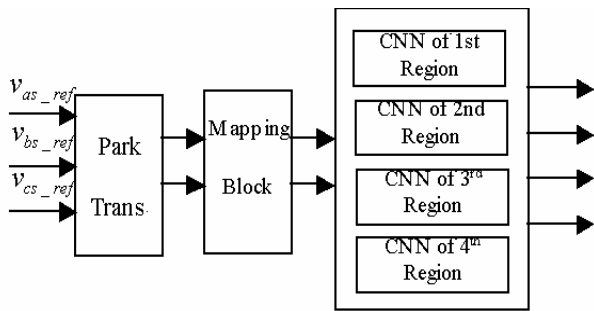 v_as_ref
v_bs_ref
v_cs_ref
Park
Trans.
Mapping
Block
CNN of 1st
Region
CNN of 2nd
Region
CNN of 3rd
Region
CNN of 4th
Region